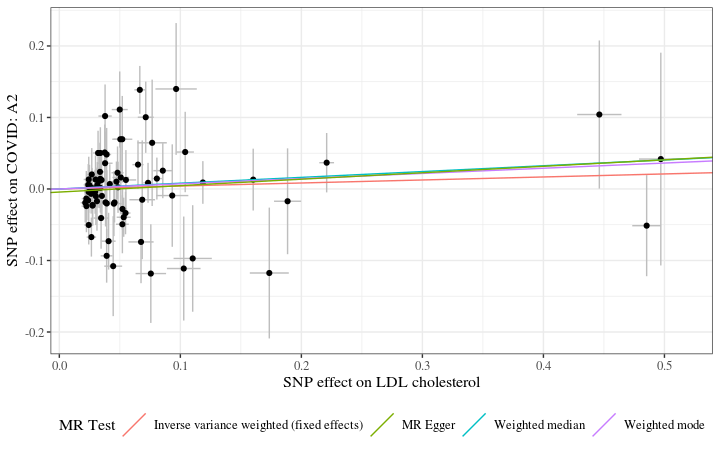 0.2
0.1
0.0
-0.1
-0.2
SNP effect on COVID: A2
0.0 0.1 0.2 0.3 0.4 0.5
SNP effect on LDL cholesterol
MR Test Inverse variance weighted (fixed effects) MR Egger Weighted median Weighted mode